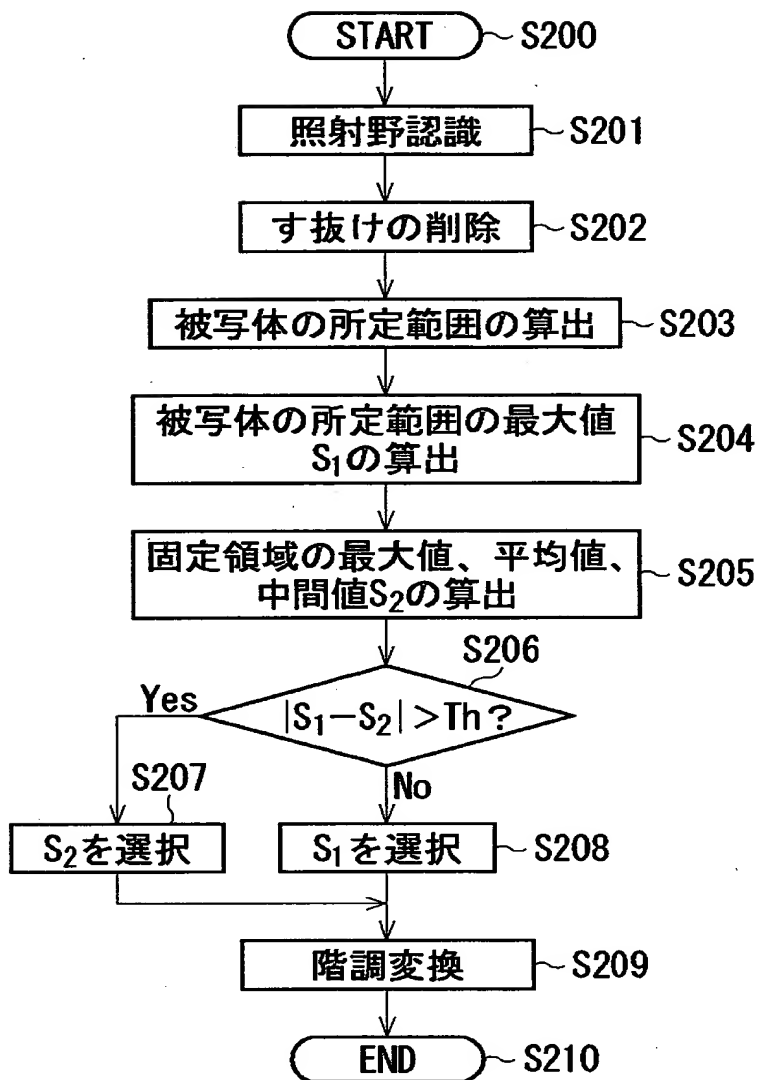 START S200
照射野認識 S201
す抜けの削除 S202
被写体の所定範囲の算出 S203
被写体の所定範囲の最大値
S₁の算出
S204
固定領域の最大値、平均値、
中間値S₂の算出
S205
S206
|S₁−S₂|>Th?
Yes
No
S207
S₂を選択
S₁を選択 S208
階調変換 S209
END S210